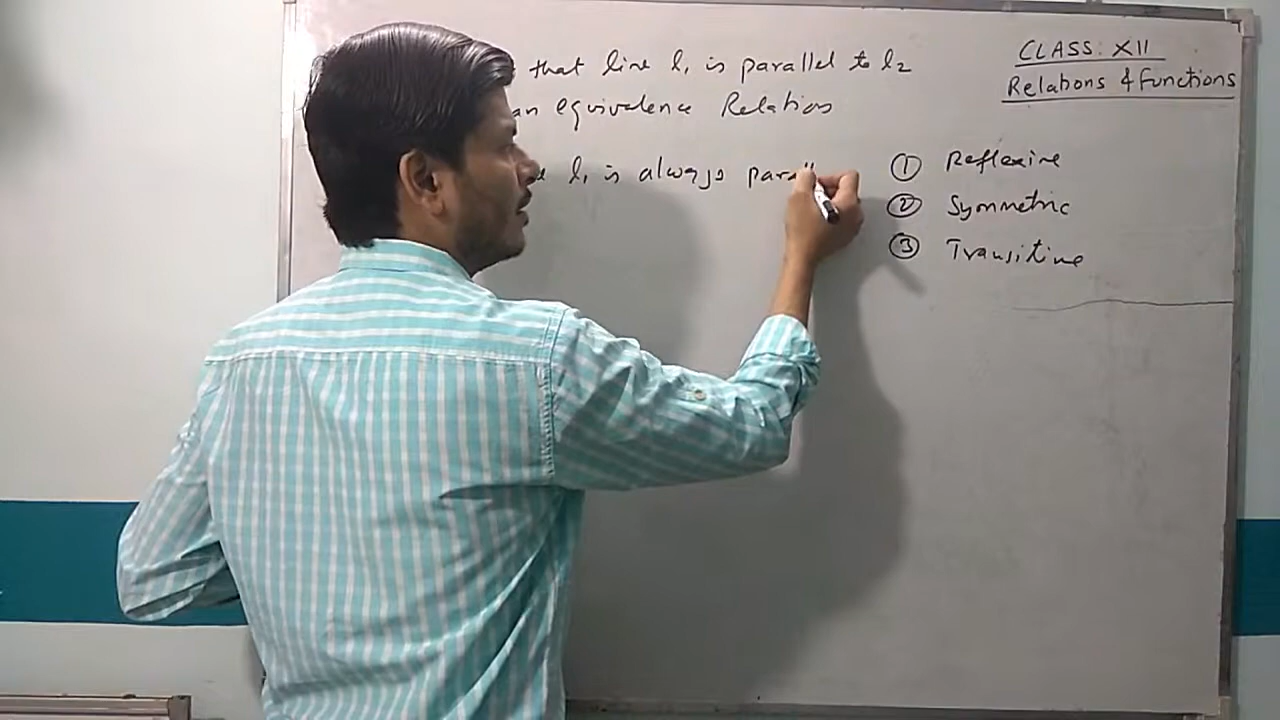 that line l₁ is parallel to l₂
an equivalence Relation
l₁ is always parall
CLASS: XII
Relations & functions
① Reflexive
② Symmetric
③ Transitive